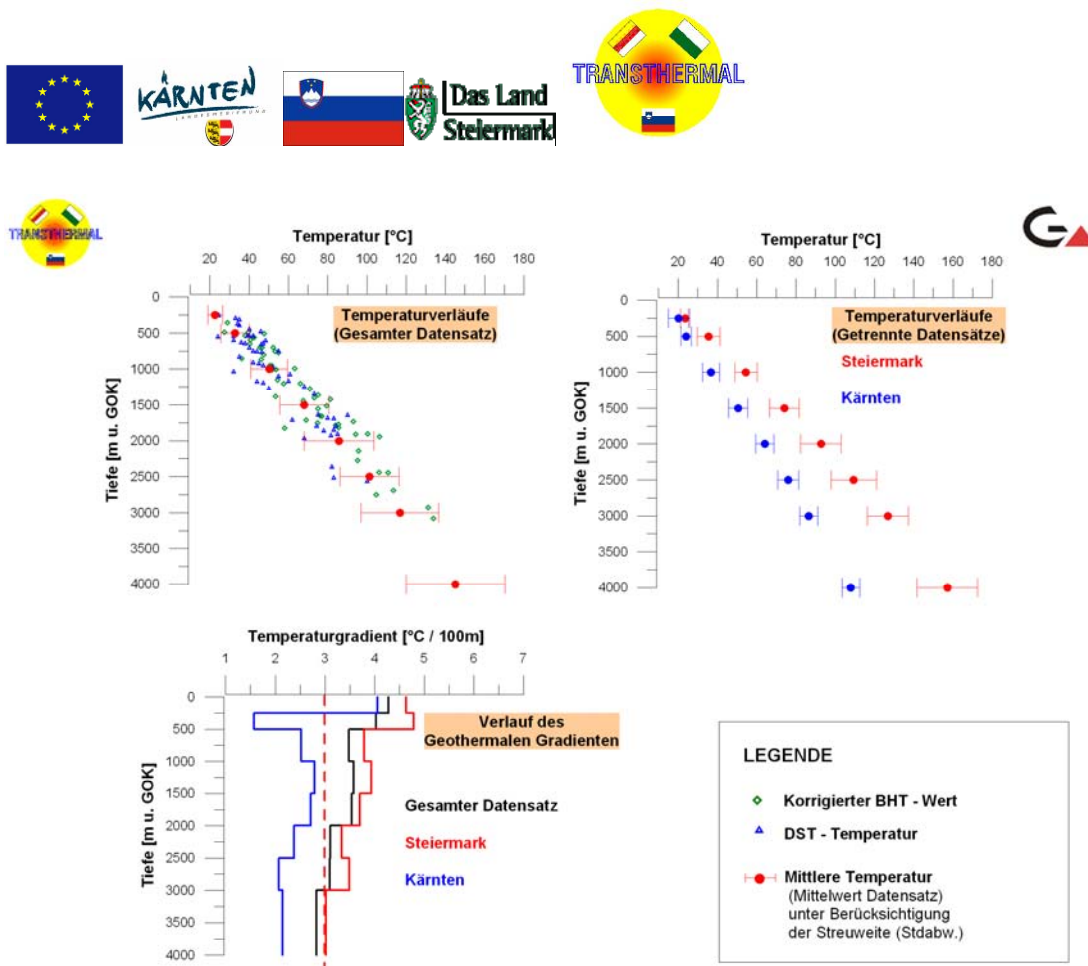 KÄRNTEN
LANDESREGIERUNG
Das Land
Steiermark
TRANSTHERMAL
TRANSTHERMAL
G
Temperatur [°C]
20 40 60 80 100 120 140 160 180
Temperaturverläufe
(Gesamter Datensatz)
Tiefe [m u. GOK]
0
500
1000
1500
2000
2500
3000
3500
4000
Temperatur [°C]
20 40 60 80 100 120 140 160 180
Temperaturverläufe
(Getrennte Datensätze)
Steiermark
Kärnten
Tiefe [m u. GOK]
0
500
1000
1500
2000
2500
3000
3500
4000
Temperaturgradient [°C / 100m]
1 2 3 4 5 6 7
Verlauf des
Geothermalen Gradienten
Gesamter Datensatz
Steiermark
Kärnten
Tiefe [m u. GOK]
0
500
1000
1500
2000
2500
3000
3500
4000
LEGENDE
Korrigierter BHT - Wert
DST - Temperatur
Mittlere Temperatur
(Mittelwert Datensatz)
unter Berücksichtigung
der Streuweite (Stdabw.)